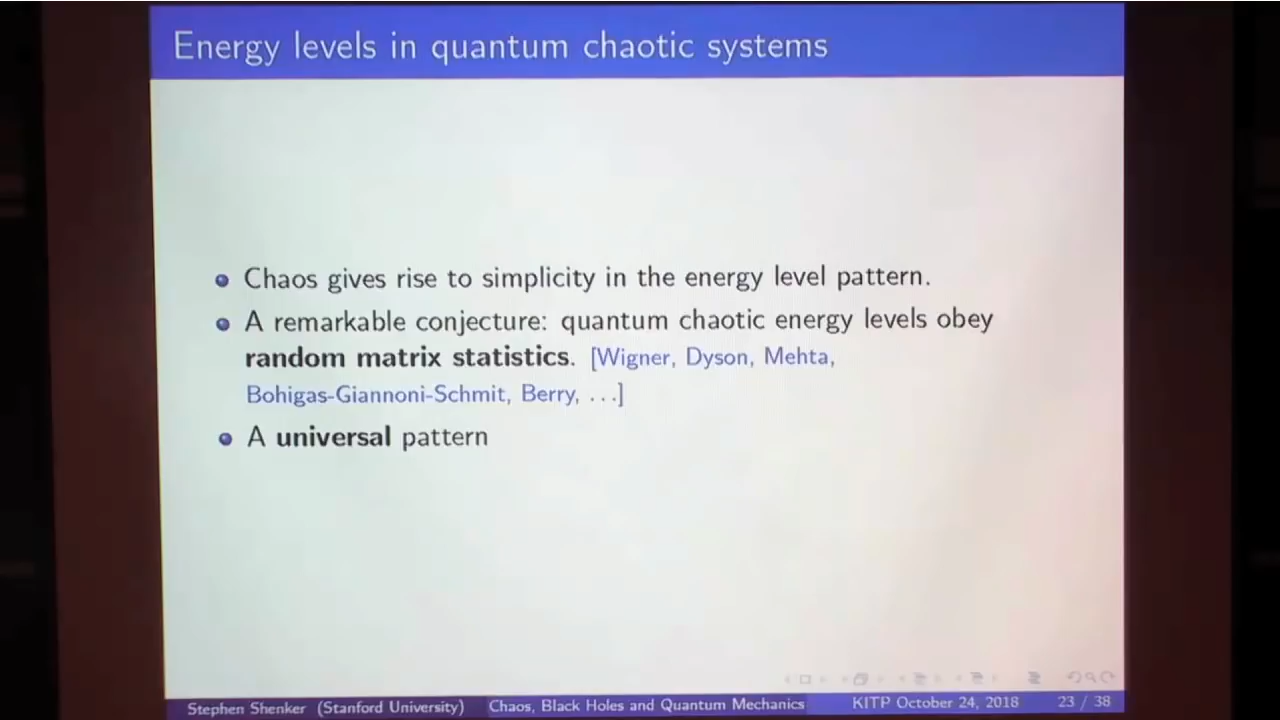 Energy levels in quantum chaotic systems
Chaos gives rise to simplicity in the energy level pattern.
A remarkable conjecture: quantum chaotic energy levels obey
random matrix statistics. [Wigner, Dyson, Mehta,
Bohigas-Giannoni-Schmit, Berry, ...]
A universal pattern
Stephen Shenker (Stanford University) Chaos, Black Holes and Quantum Mechanics KITP October 24, 2018 23 / 38